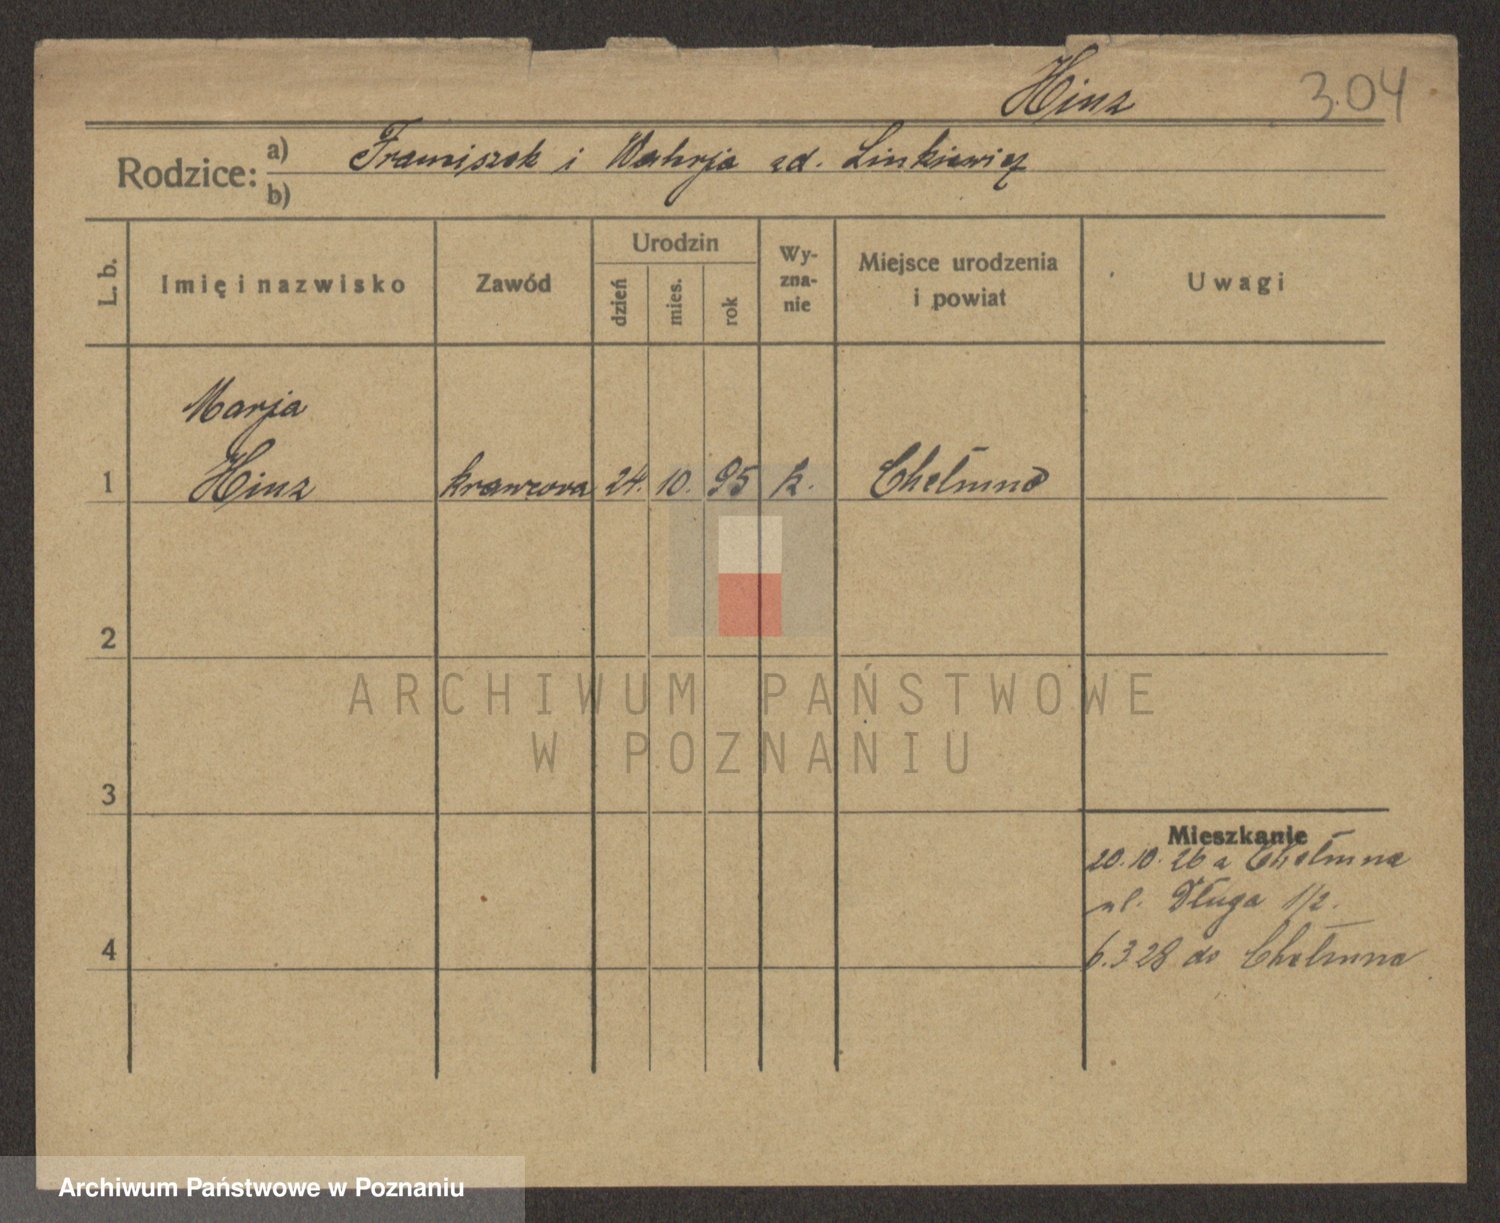 Hinz 304
Rodzice: a) Franciszek i zd. Linkiewicz
b)
L. b. Imię i nazwisko Zawód Urodzin dzień mies. rok Wy-
zna-
nie Miejsce urodzenia
i powiat Uwagi
Marja
1 Hinz krawcowa 24. 10. 95 k. Chełmno
2
ARCHIWUM PAŃSTWOWE
W POZNANIU
3
Mieszkanie
20.10.26 z Chełmna
ul. Długa 1/2.
4 6.3 28 do Chełmna
Archiwum Państwowe w Poznaniu